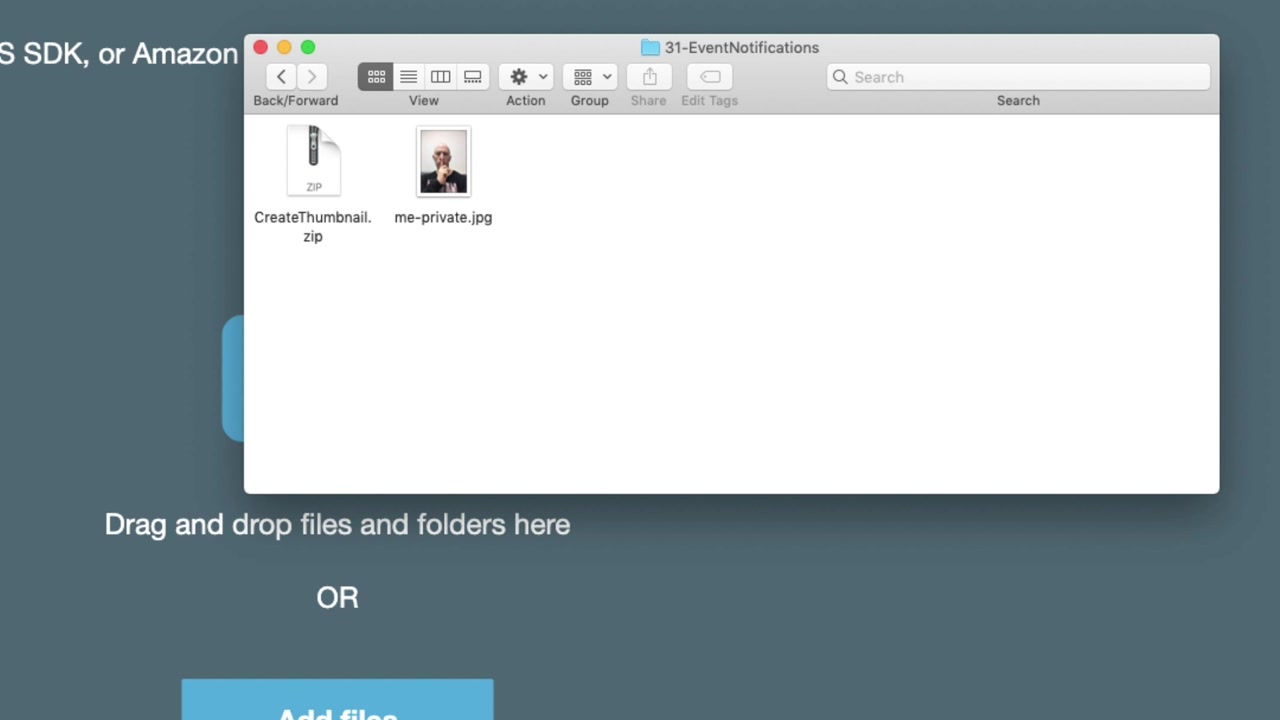 S SDK, or Amazon
31-EventNotifications
Search
Back/Forward
View
Action
Group
Share
Edit Tags
Search
ZIP
CreateThumbnail.
zip
me-private.jpg
Drag and drop files and folders here
OR
Add files